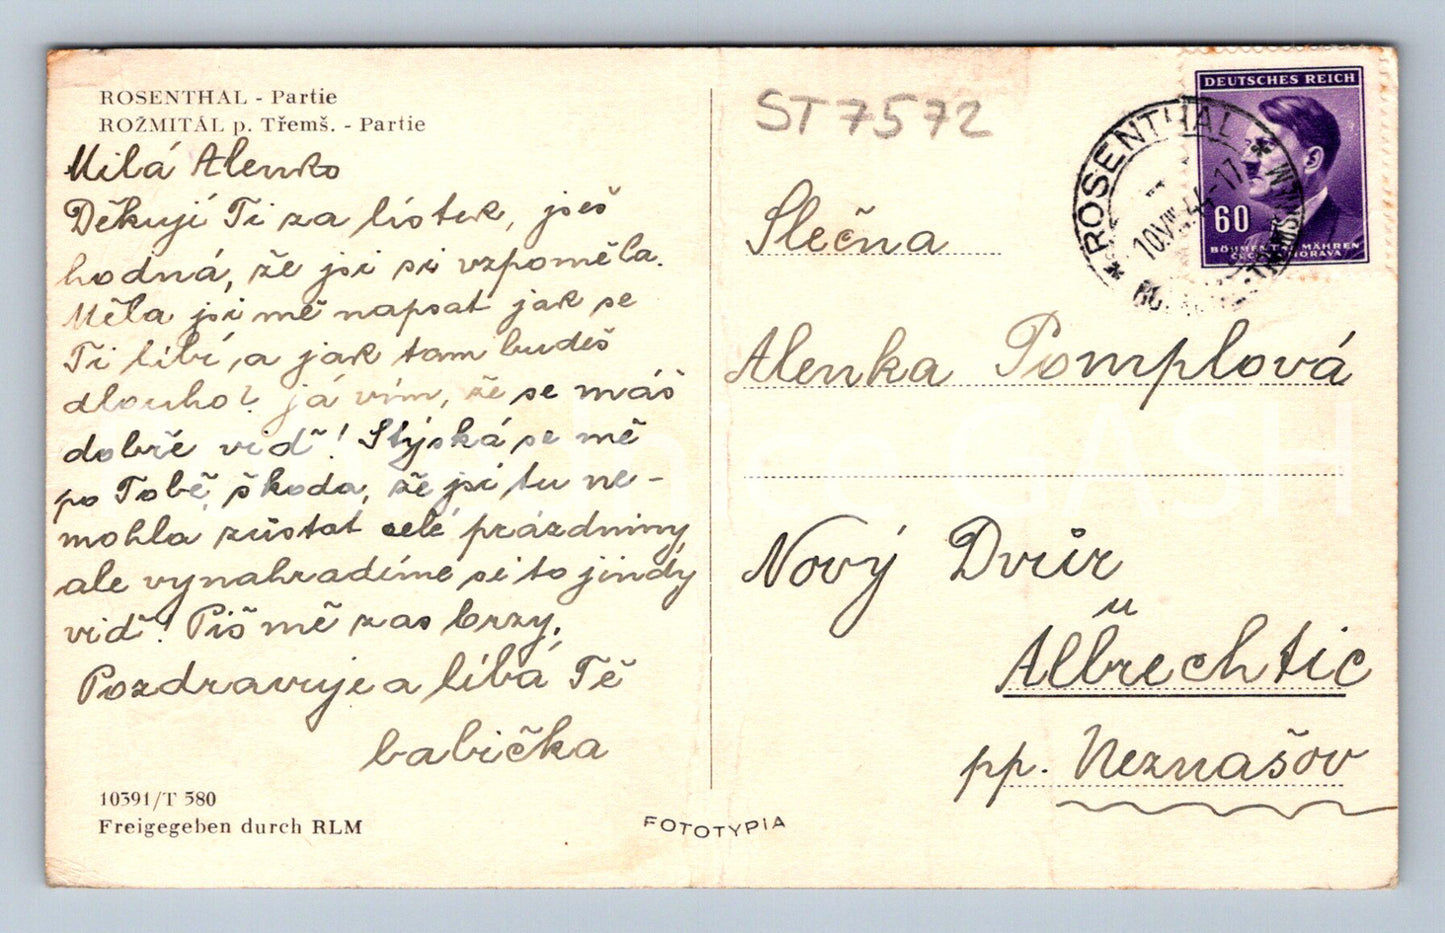 ROSENTHAL - Partie
ROŽMITÁL p. Třemš. - Partie
Milá Alenko
Děkuji Ti za lístek, jseš
hodná, že jsi si vzpoměla.
Měla jsi mě napsat jak se
Ti líbí, a jak tam budeš
dlouho? já vím, že se máš
dobře viď! Stýská se mě
po Tobě, škoda, že jsi tu ne-
mohla zůstat celé prázdniny
ale vynahradíme si to jindy
viď! Piš mě zas brzy,
Pozdravuje a líbá Tě
babička
10391/T 580
Freigegeben durch RLM
FOTOTYPIA
ST7572
DEUTSCHES REICH
60
BÖHMEN U. MÄHREN
ČECHY A MORAVA
ROSENTHAL
Slečna
Alenka Pomplová
Nový Dvůr
u
Albrechtic
pp. Neznašov